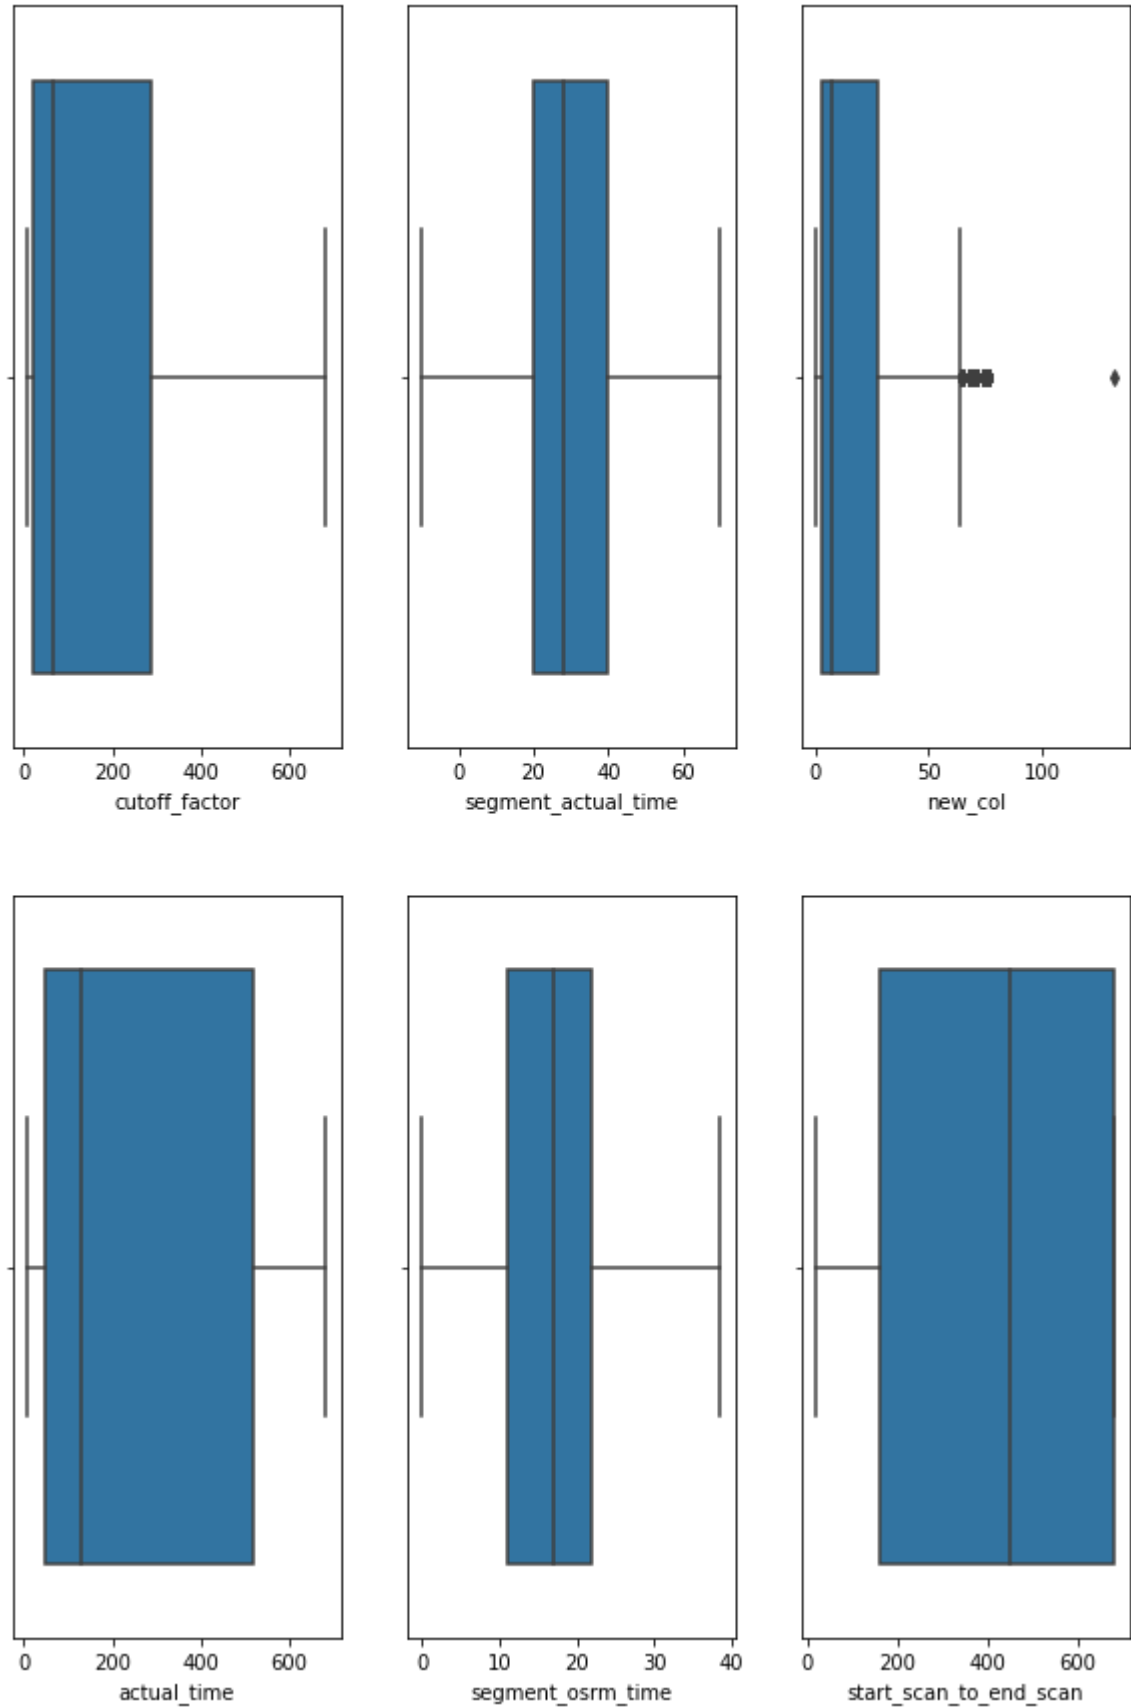 0 200 400 600
cutoff_factor
0 20 40 60
segment_actual_time
0 50 100
new_col
0 200 400 600
actual_time
0 10 20 30 40
segment_osrm_time
0 200 400 600
start_scan_to_end_scan